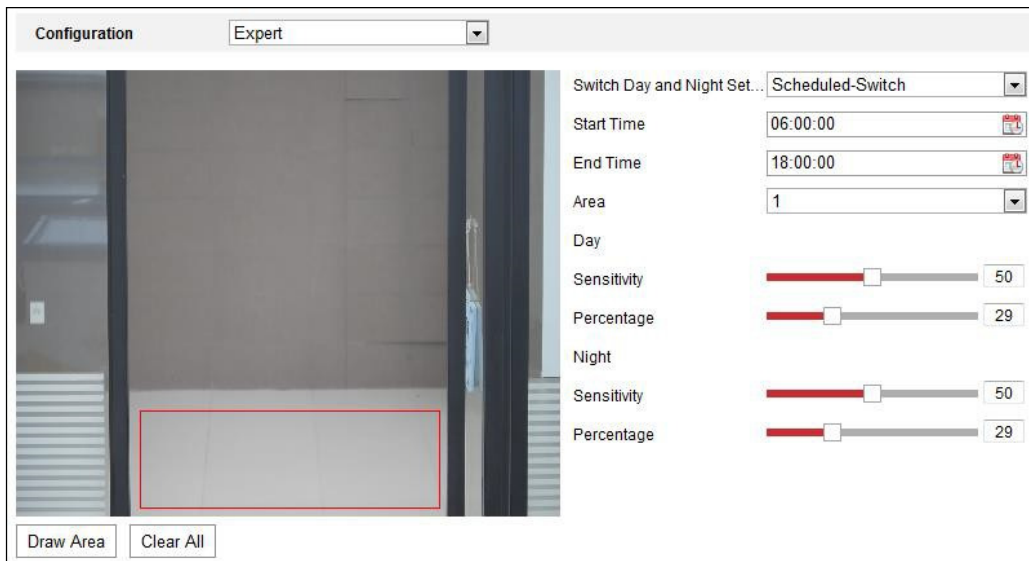 Configuration Expert
Switch Day and Night Set... Scheduled-Switch
Start Time 06:00:00
End Time 18:00:00
Area 1
Day
Sensitivity 50
Percentage 29
Night
Sensitivity 50
Percentage 29
Draw Area Clear All